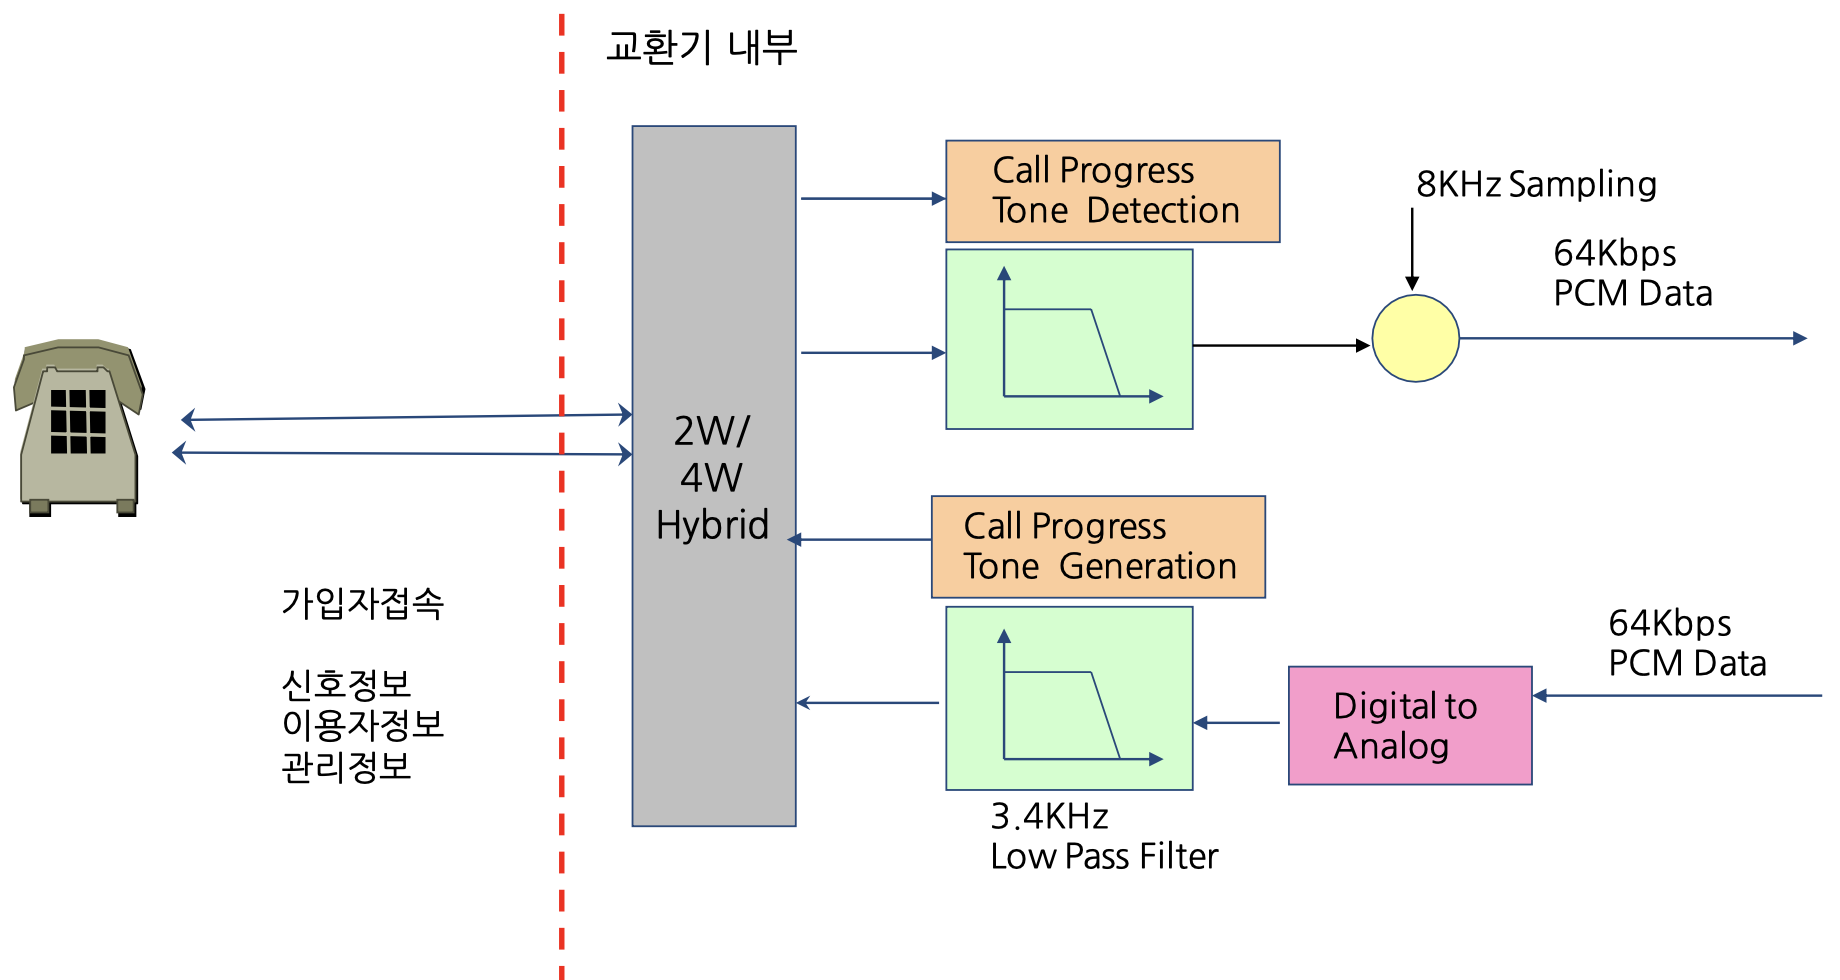 교환기 내부
Call Progress
Tone Detection
8KHz Sampling
64Kbps
PCM Data
2W/
4W
Hybrid
Call Progress
Tone Generation
가입자접속
신호정보
이용자정보
관리정보
64Kbps
PCM Data
Digital to
Analog
3.4KHz
Low Pass Filter